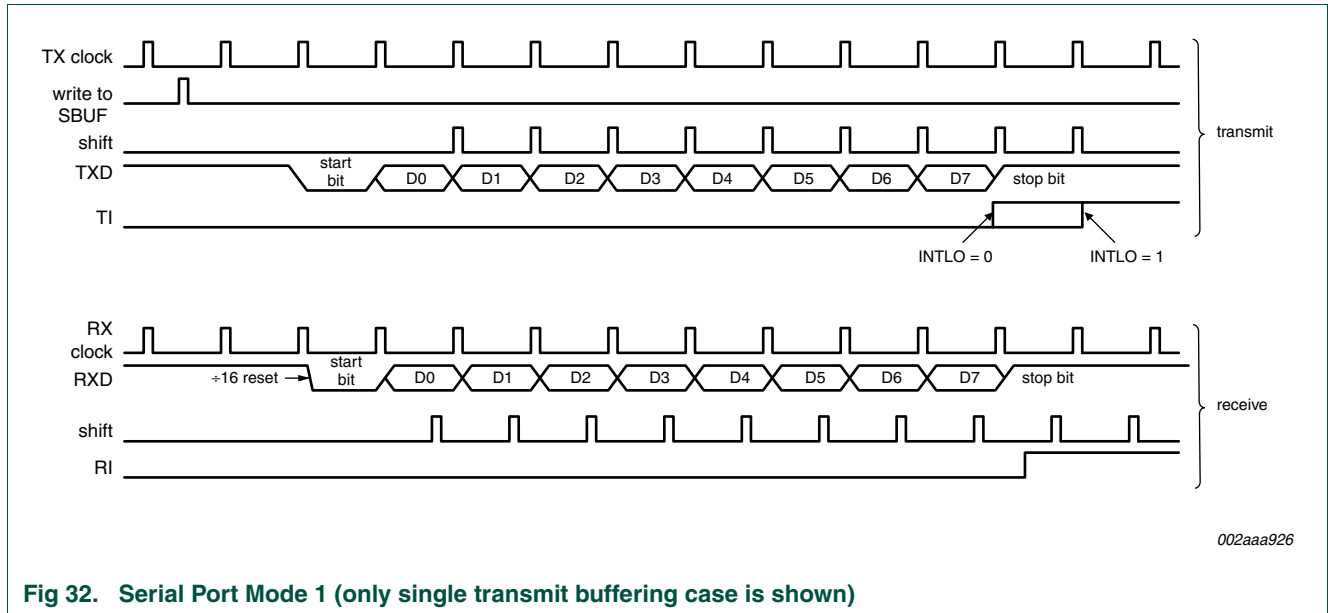 TX clock
write to
SBUF
shift
TXD
start
bit
D0
D1
D2
D3
D4
D5
D6
D7
stop bit
TI
INTLO = 0
INTLO = 1
transmit
RX
clock
RXD
÷16 reset
start
bit
D0
D1
D2
D3
D4
D5
D6
D7
stop bit
shift
RI
receive
002aaa926
Fig 32. Serial Port Mode 1 (only single transmit buffering case is shown)